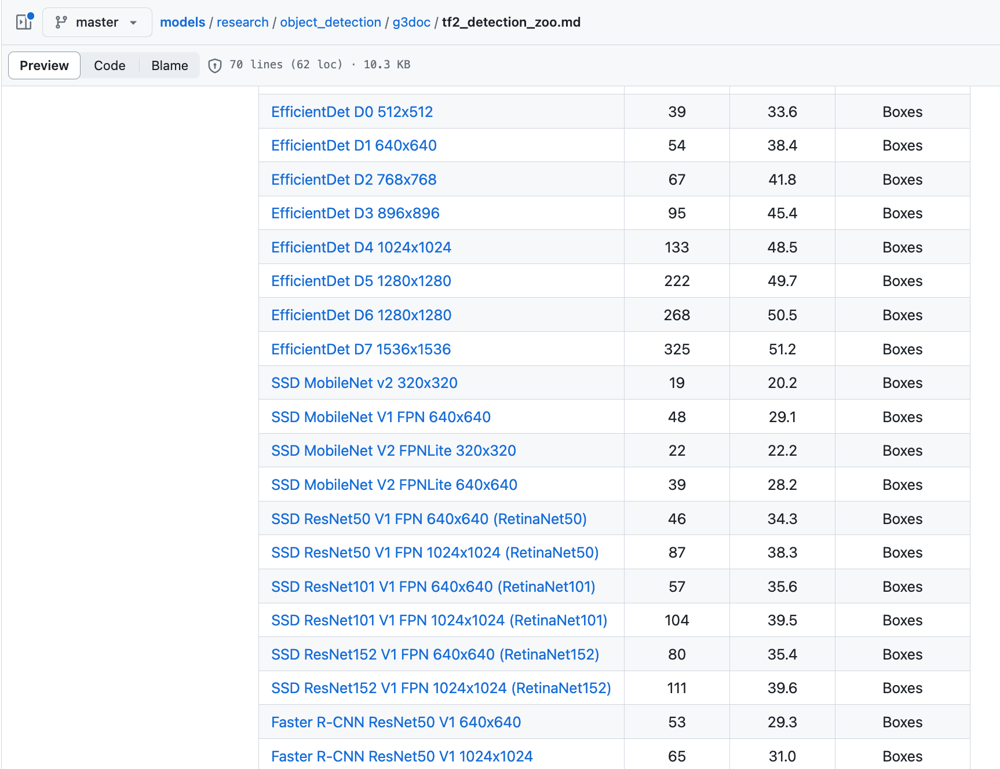 master models / research / object_detection / g3doc / tf2_detection_zoo.md
Preview Code Blame 70 lines (62 loc) · 10.3 KB
EfficientDet D0 512x512 39 33.6 Boxes
EfficientDet D1 640x640 54 38.4 Boxes
EfficientDet D2 768x768 67 41.8 Boxes
EfficientDet D3 896x896 95 45.4 Boxes
EfficientDet D4 1024x1024 133 48.5 Boxes
EfficientDet D5 1280x1280 222 49.7 Boxes
EfficientDet D6 1280x1280 268 50.5 Boxes
EfficientDet D7 1536x1536 325 51.2 Boxes
SSD MobileNet v2 320x320 19 20.2 Boxes
SSD MobileNet V1 FPN 640x640 48 29.1 Boxes
SSD MobileNet V2 FPNLite 320x320 22 22.2 Boxes
SSD MobileNet V2 FPNLite 640x640 39 28.2 Boxes
SSD ResNet50 V1 FPN 640x640 (RetinaNet50) 46 34.3 Boxes
SSD ResNet50 V1 FPN 1024x1024 (RetinaNet50) 87 38.3 Boxes
SSD ResNet101 V1 FPN 640x640 (RetinaNet101) 57 35.6 Boxes
SSD ResNet101 V1 FPN 1024x1024 (RetinaNet101) 104 39.5 Boxes
SSD ResNet152 V1 FPN 640x640 (RetinaNet152) 80 35.4 Boxes
SSD ResNet152 V1 FPN 1024x1024 (RetinaNet152) 111 39.6 Boxes
Faster R-CNN ResNet50 V1 640x640 53 29.3 Boxes
Faster R-CNN ResNet50 V1 1024x1024 65 31.0 Boxes